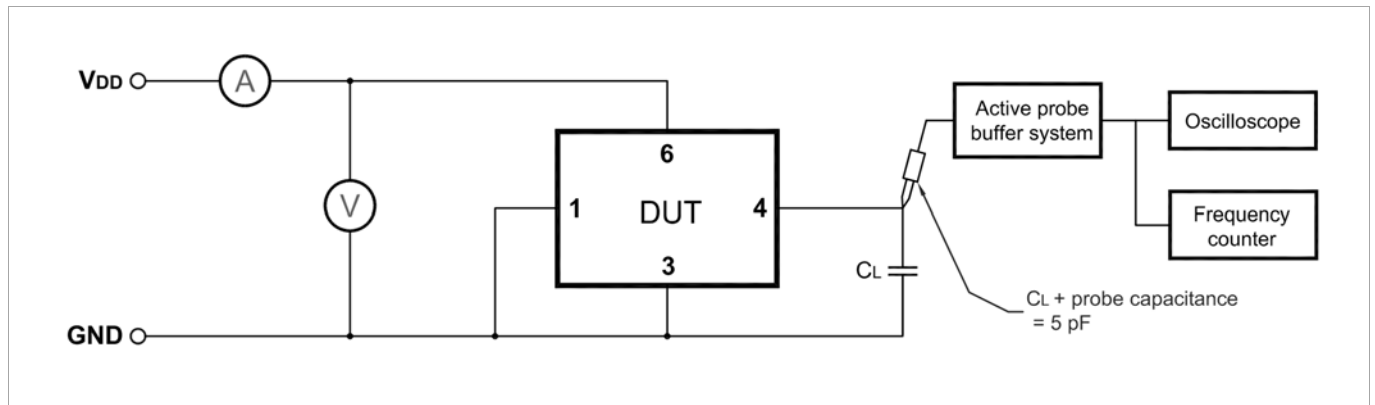 VDD
A
V
GND
6
1
DUT
4
3
CL
Active probe
buffer system
Oscilloscope
Frequency
counter
CL + probe capacitance
= 5 pF